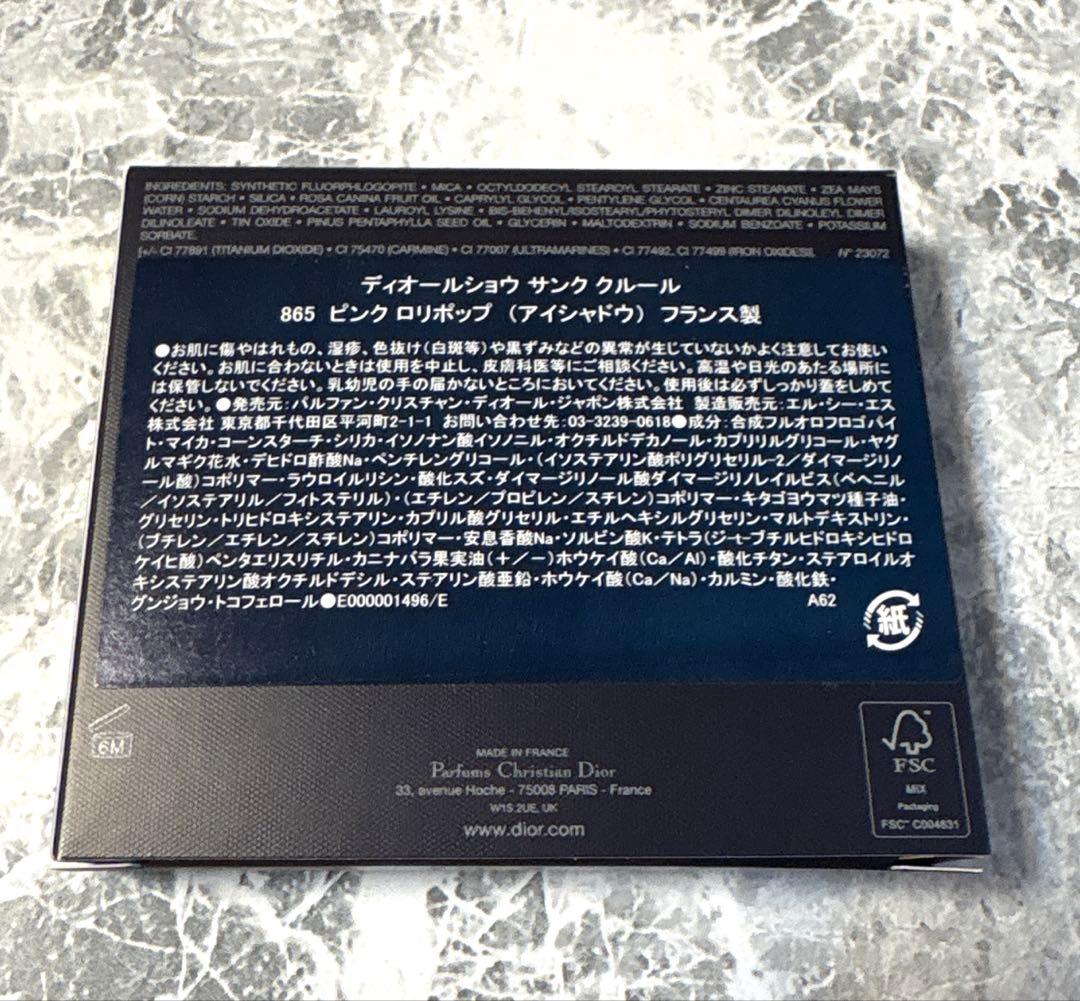 INGREDIENTS: SYNTHETIC FLUORPHLOGOPITE • MICA • OCTYLDODECYL STEAROYL STEARATE • ZINC STEARATE • ZEA MAYS
(CORN) STARCH • SILICA • ROSA CANINA FRUIT OIL • CAPRYLYL GLYCOL • PENTYLENE GLYCOL • CENTAUREA CYANUS FLOWER
WATER • SODIUM DEHYDROACETATE • LAUROYL LYSINE • BIS-BEHENYL/ISOSTEARYL/PHYTOSTERYL DIMER DILINOLEYL DIMER
DILINOLEATE • TIN OXIDE • PINUS PENTAPHYLLA SEED OIL • GLYCERIN • MALTODEXTRIN • SODIUM BENZOATE • POTASSIUM
SORBATE.
[+/- CI 77891 (TITANIUM DIOXIDE) • CI 75470 (CARMINE) • CI 77007 (ULTRAMARINES) • CI 77492, CI 77499 (IRON OXIDES)]. N° 23072
ディオールショウ サンク クルール
865 ピンク ロリポップ (アイシャドウ) フランス製
●お肌に傷やはれもの、湿疹、色抜け(白斑等)や黒ずみなどの異常が生じていないかよく注意してお使い
ください。お肌に合わないときは使用を中止し、皮膚科医等にご相談ください。高温や日光のあたる場所に
は保管しないでください。乳幼児の手の届かないところにおいてください。使用後は必ずしっかり蓋をしめて
ください。●発売元:パルファン・クリスチャン・ディオール・ジャポン株式会社 製造販売元:エル・シー・エス
株式会社 東京都千代田区平河町2-1-1 お問い合わせ先:03-3239-0618●成分:合成フルオロフロゴパイ
ト・マイカ・コーンスターチ・シリカ・イソノナン酸イソノニル・オクチルドデカノール・カプリリルグリコール・ヤグ
ルマギク花水・デヒドロ酢酸Na・ペンチレングリコール・(イソステアリン酸ポリグリセリル-2/ダイマージリノ
ール酸)コポリマー・ラウロイルリシン・酸化スズ・ダイマージリノール酸ダイマージリノレイルビス(ベヘニル
/イソステアリル/フィトステリル)・(エチレン/プロピレン/スチレン)コポリマー・キタゴヨウマツ種子油・
グリセリン・トリヒドロキシステアリン・カプリル酸グリセリル・エチルヘキシルグリセリン・マルトデキストリン・
(ブチレン/エチレン/スチレン)コポリマー・安息香酸Na・ソルビン酸K・テトラ(ジ-t-ブチルヒドロキシヒドロ
ケイヒ酸)ペンタエリスリチル・カニナバラ果実油(+/-)ホウケイ酸(Ca/Al)・酸化チタン・ステアロイルオ
キシステアリン酸オクチルドデシル・ステアリン酸亜鉛・ホウケイ酸(Ca/Na)・カルミン・酸化鉄・
グンジョウ・トコフェロール●E000001496/E A62
紙
6M
MADE IN FRANCE
Parfums Christian Dior
33, avenue Hoche - 75008 PARIS - France
W1S 2UE, UK
www.dior.com
FSC™
MIX
Packaging
FSC™ C004631